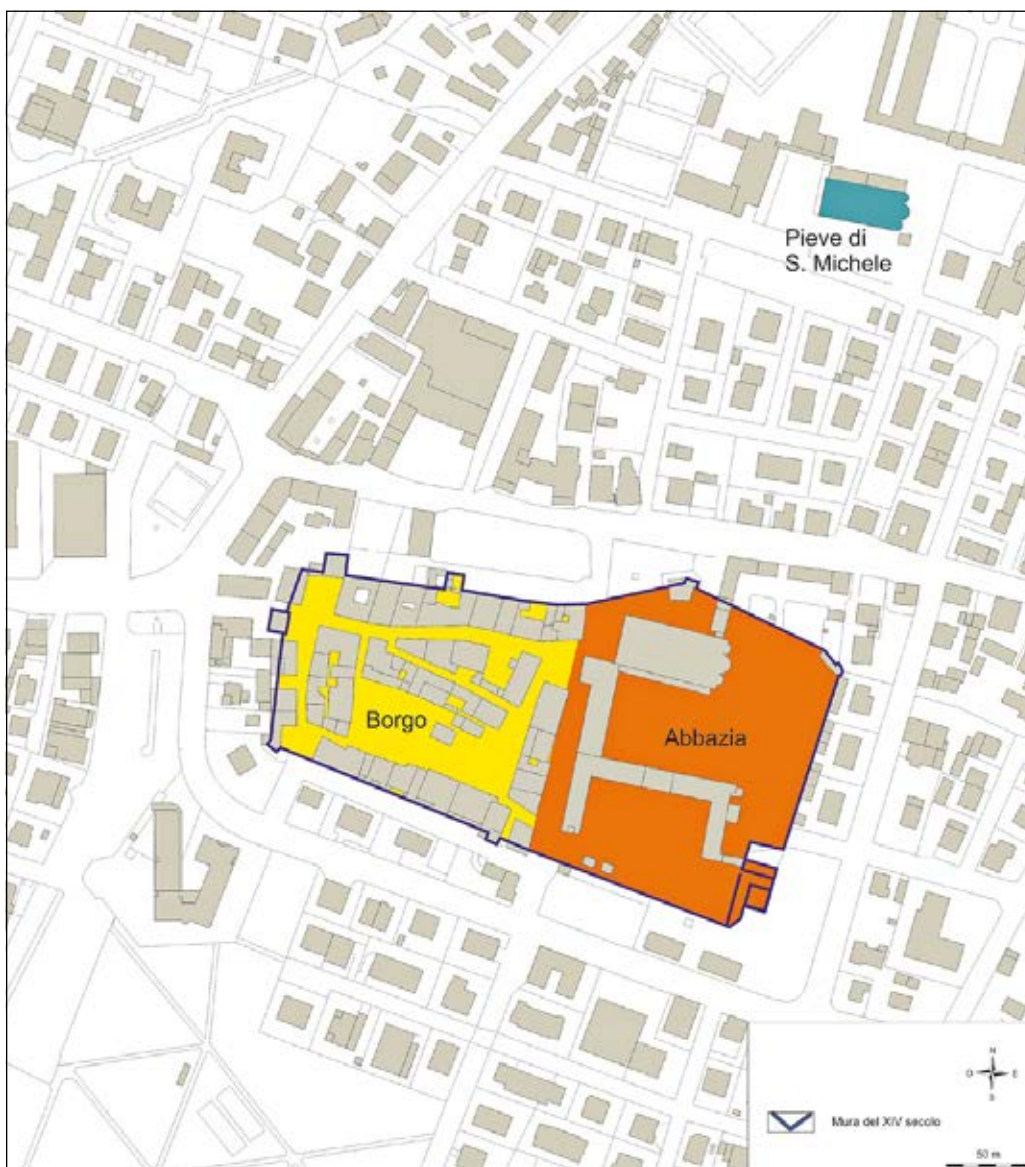 Pieve di
S. Michele
Borgo
Abbazia
N
O E
S
Mura del XIV secolo
50 m